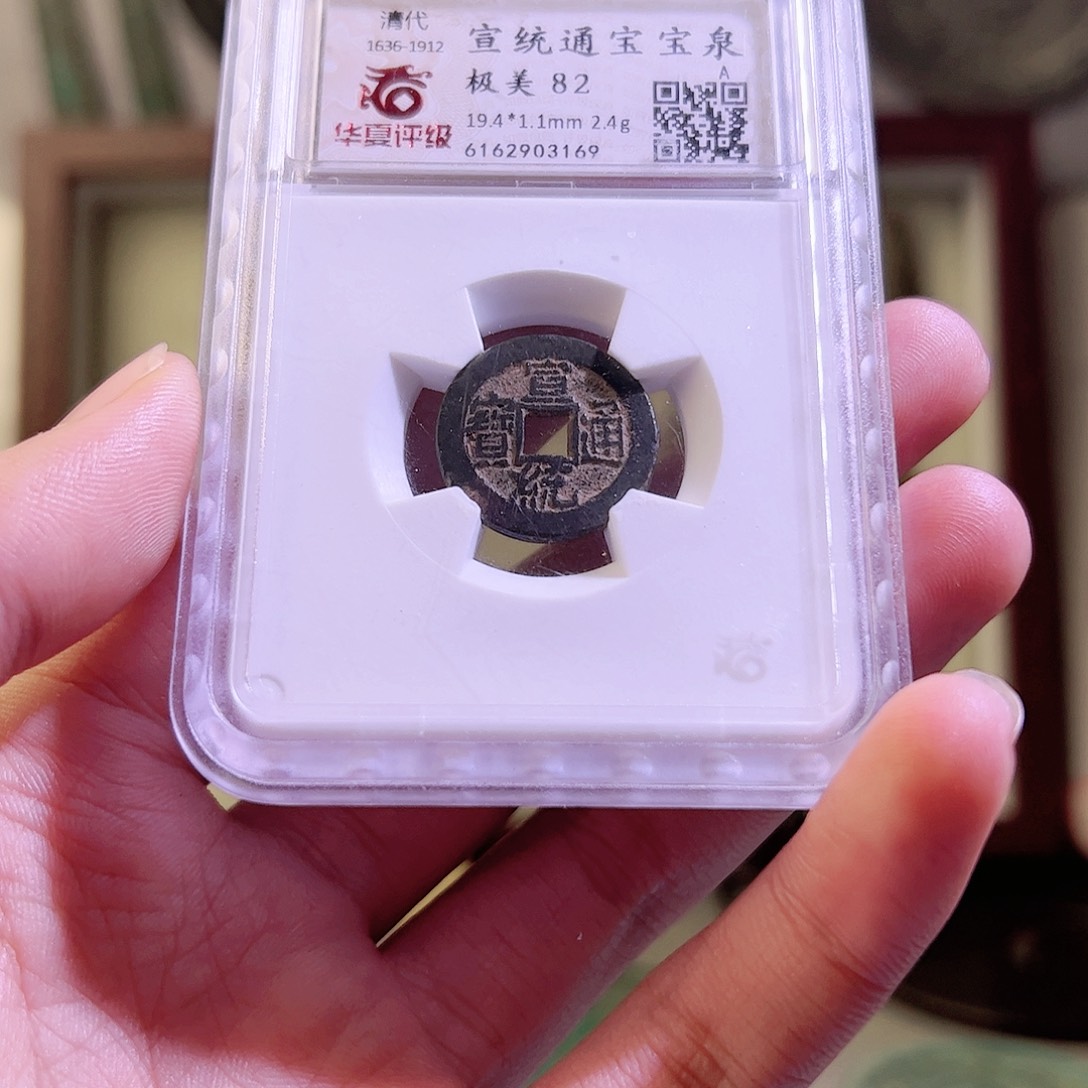 清代
1636-1912
华夏评级
宣统通宝宝泉
A
极美 82
19.4*1.1mm 2.4g
6162903169
宣
統
通
寶